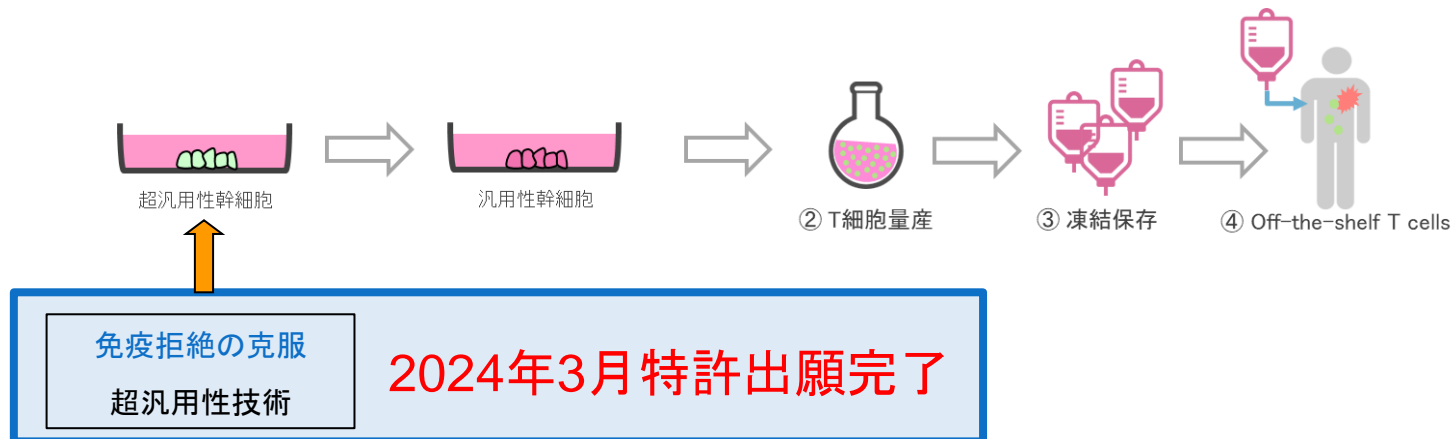 超汎用性幹細胞
汎用性幹細胞
② T細胞量産
③ 凍結保存
④ Off-the-shelf T cells
免疫拒絶の克服
超汎用性技術
2024年3月特許出願完了